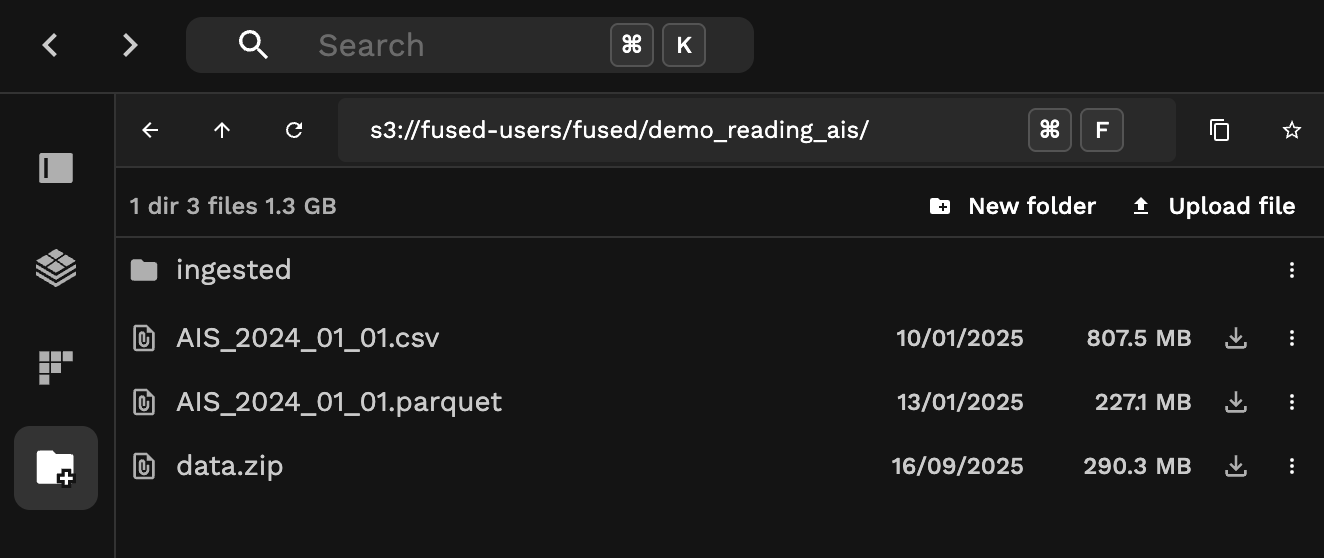 Search ⌘ K
s3://fused-users/fused/demo_reading_ais/ ⌘ F
1 dir 3 files 1.3 GB New folder Upload file
ingested
AIS_2024_01_01.csv 10/01/2025 807.5 MB
AIS_2024_01_01.parquet 13/01/2025 227.1 MB
data.zip 16/09/2025 290.3 MB